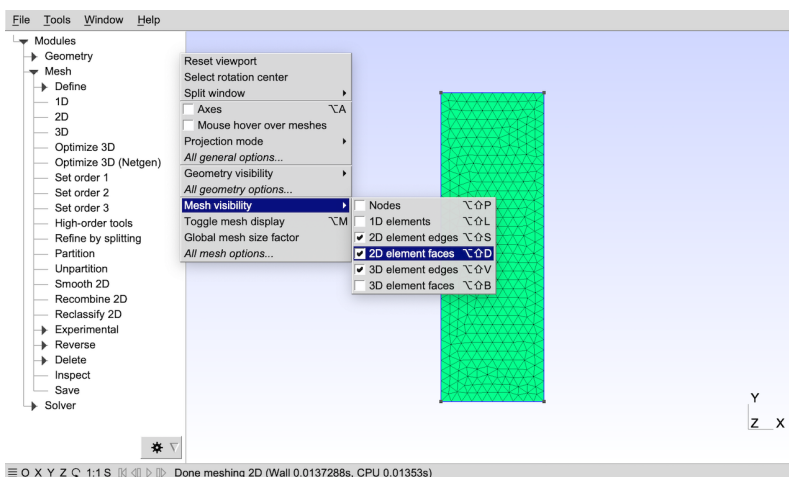 File Tools Window Help
Modules
Geometry
Mesh
Define
1D
2D
3D
Optimize 3D
Optimize 3D (Netgen)
Set order 1
Set order 2
Set order 3
High-order tools
Refine by splitting
Partition
Unpartition
Smooth 2D
Recombine 2D
Reclassify 2D
Experimental
Reverse
Delete
Inspect
Save
Solver
Reset viewport
Select rotation center
Split window
Axes ⌥A
Mouse hover over meshes
Projection mode
All general options...
Geometry visibility
All geometry options...
Mesh visibility
Toggle mesh display ⌥M
Global mesh size factor
All mesh options...
Nodes ⌥⇧P
1D elements ⌥⇧L
2D element edges ⌥⇧S
2D element faces ⌥⇧D
3D element edges ⌥⇧V
3D element faces ⌥⇧B
Y
Z X
O X Y Z 1:1 S Done meshing 2D (Wall 0.0137288s, CPU 0.01353s)